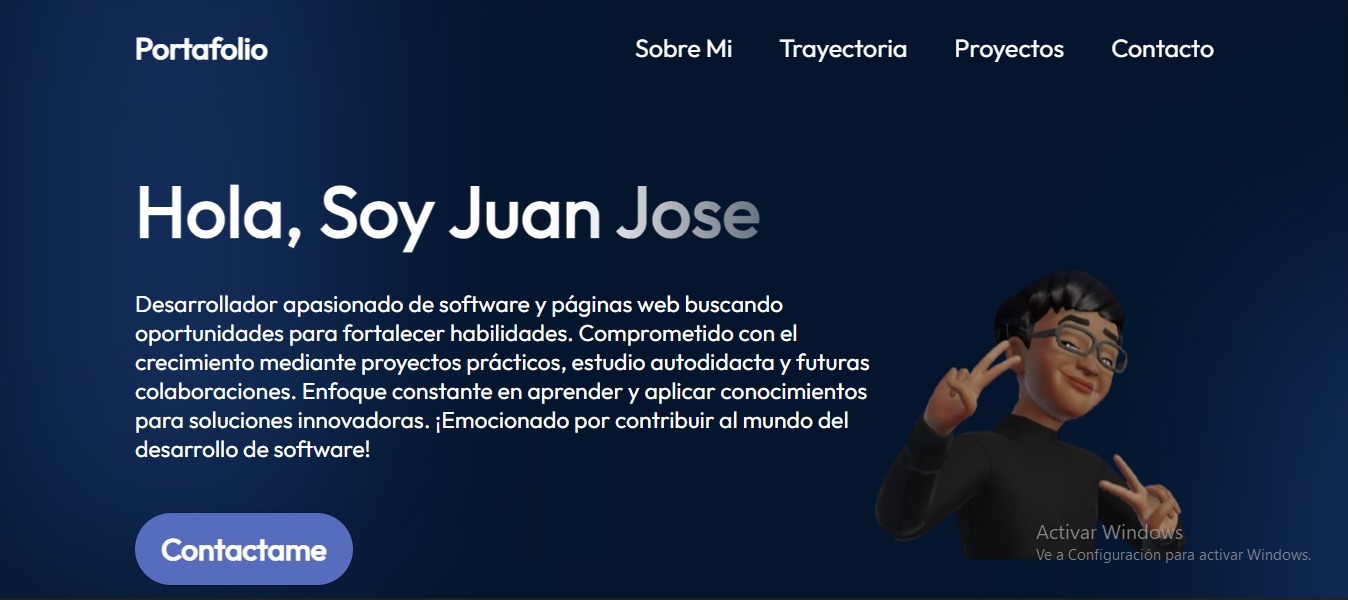 Portafolio
Sobre Mi Trayectoria Proyectos Contacto
Hola, Soy Juan Jose
Desarrollador apasionado de software y páginas web buscando
oportunidades para fortalecer habilidades. Comprometido con el
crecimiento mediante proyectos prácticos, estudio autodidacta y futuras
colaboraciones. Enfoque constante en aprender y aplicar conocimientos
para soluciones innovadoras. ¡Emocionado por contribuir al mundo del
desarrollo de software!
Contactame
Activar Windows
Ve a Configuración para activar Windows.